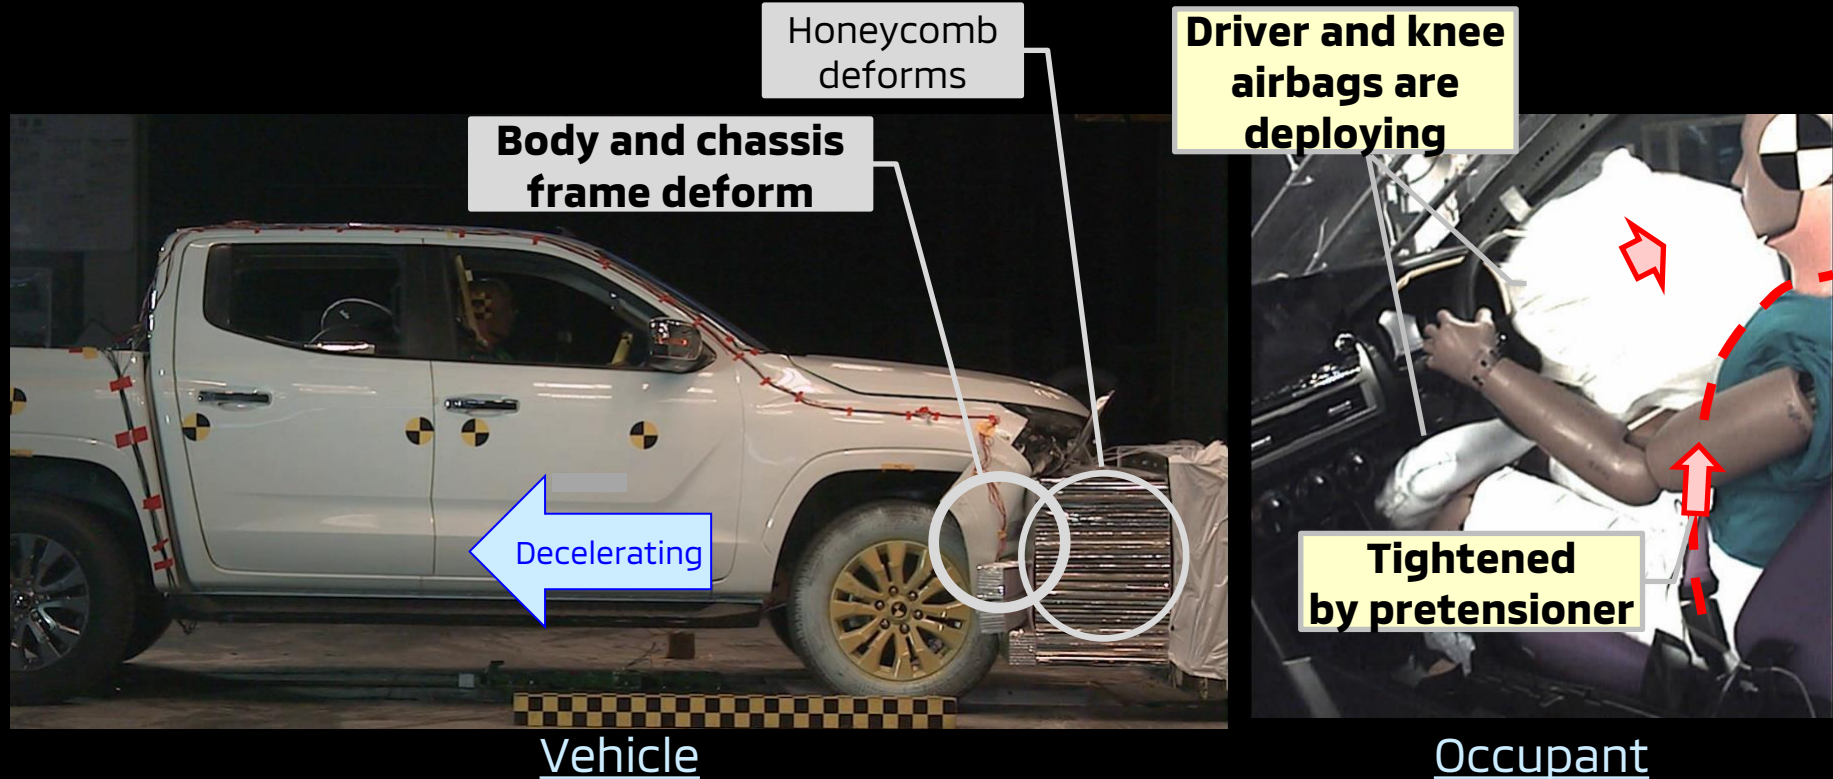 Honeycomb
deforms
Driver and knee
airbags are
deploying
Body and chassis
frame deform
Decelerating
Tightened
by pretensioner
Vehicle
Occupant